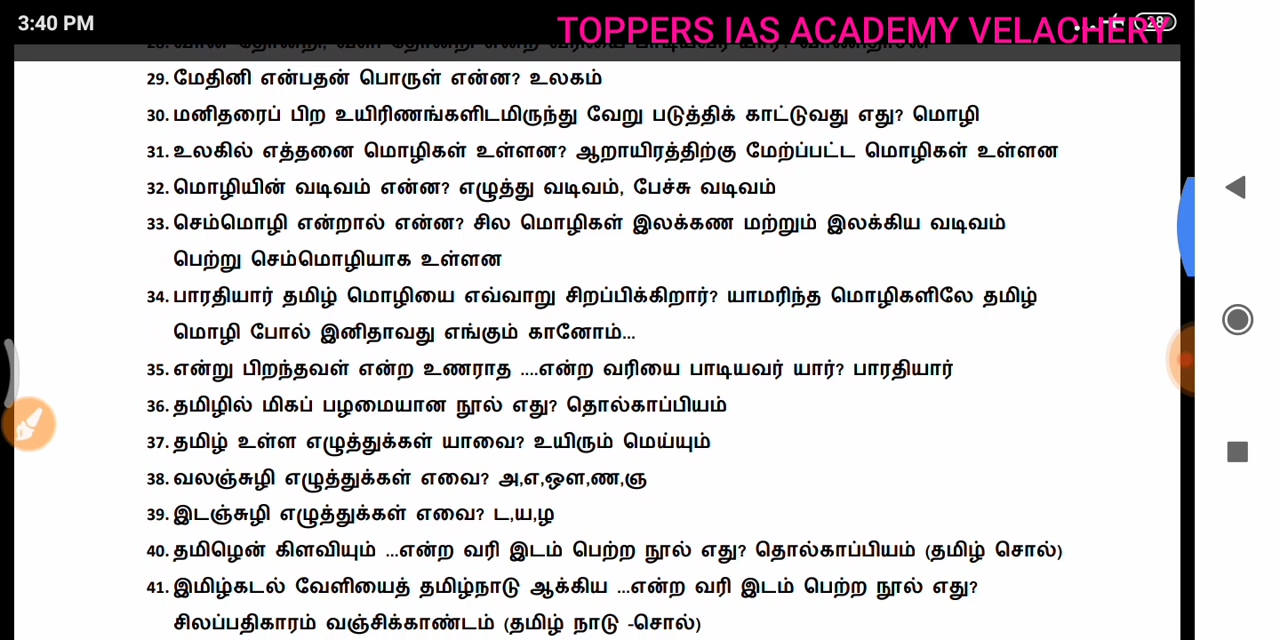 3:40 PM
TOPPERS IAS ACADEMY VELACHERY
28
29. மேதினி என்பதன் பொருள் என்ன? உலகம்
30. மனிதரைப் பிற உயிரிணங்களிடமிருந்து வேறு படுத்திக் காட்டுவது எது? மொழி
31. உலகில் எத்தனை மொழிகள் உள்ளன? ஆறாயிரத்திற்கு மேற்ப்பட்ட மொழிகள் உள்ளன
32. மொழியின் வடிவம் என்ன? எழுத்து வடிவம், பேச்சு வடிவம்
33. செம்மொழி என்றால் என்ன? சில மொழிகள் இலக்கண மற்றும் இலக்கிய வடிவம்
பெற்று செம்மொழியாக உள்ளன
34. பாரதியார் தமிழ் மொழியை எவ்வாறு சிறப்பிக்கிறார்? யாமரிந்த மொழிகளிலே தமிழ்
மொழி போல் இனிதாவது எங்கும் கானோம்...
35. என்று பிறந்தவள் என்ற உணராத ....என்ற வரியை பாடியவர் யார்? பாரதியார்
36. தமிழில் மிகப் பழமையான நூல் எது? தொல்காப்பியம்
37. தமிழ் உள்ள எழுத்துக்கள் யாவை? உயிரும் மெய்யும்
38. வலஞ்சுழி எழுத்துக்கள் எவை? அ,எ,ஔ,ண,ஞ
39. இடஞ்சுழி எழுத்துக்கள் எவை? ட,ய,ழ
40. தமிழென் கிளவியும் ...என்ற வரி இடம் பெற்ற நூல் எது? தொல்காப்பியம் (தமிழ் சொல்)
41. இமிழ்கடல் வேளியைத் தமிழ்நாடு ஆக்கிய ...என்ற வரி இடம் பெற்ற நூல் எது?
சிலப்பதிகாரம் வஞ்சிக்காண்டம் (தமிழ் நாடு -சொல்)